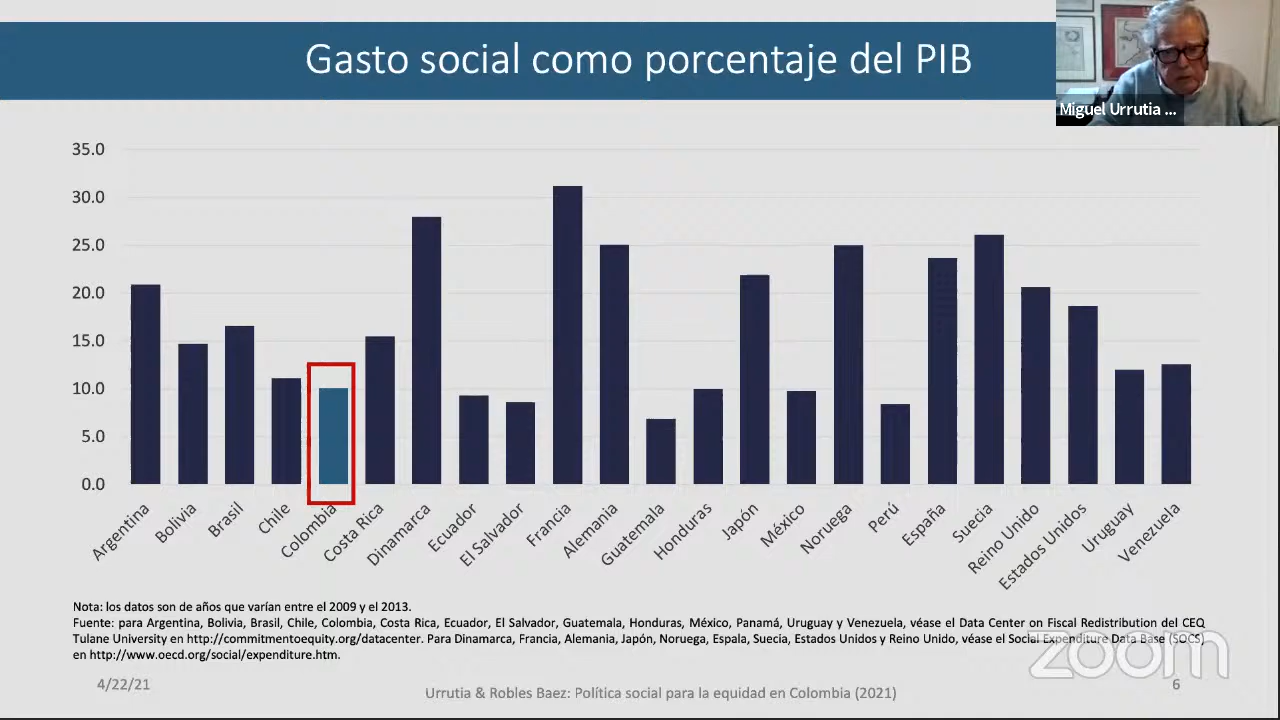 Gasto social como porcentaje del PIB
Miguel Urrutia ...
35.0
30.0
25.0
20.0
15.0
10.0
5.0
0.0
Argentina
Bolivia
Brasil
Chile
Colombia
Costa Rica
Dinamarca
Ecuador
El Salvador
Francia
Alemania
Guatemala
Honduras
Japón
México
Noruega
Perú
España
Suecia
Reino Unido
Estados Unidos
Uruguay
Venezuela
Nota: los datos son de años que varían entre el 2009 y el 2013.
Fuente: para Argentina, Bolivia, Brasil, Chile, Colombia, Costa Rica, Ecuador, El Salvador, Guatemala, Honduras, México, Panamá, Uruguay y Venezuela, véase el Data Center on Fiscal Redistribution del CEQ
Tulane University en http://commitmentoequity.org/datacenter. Para Dinamarca, Francia, Alemania, Japón, Noruega, Espala, Suecia, Estados Unidos y Reino Unido, véase el Social Expenditure Data Base (SOCS)
en http://www.oecd.org/social/expenditure.htm.
zoom
4/22/21
Urrutia & Robles Baez: Política social para la equidad en Colombia (2021)
6